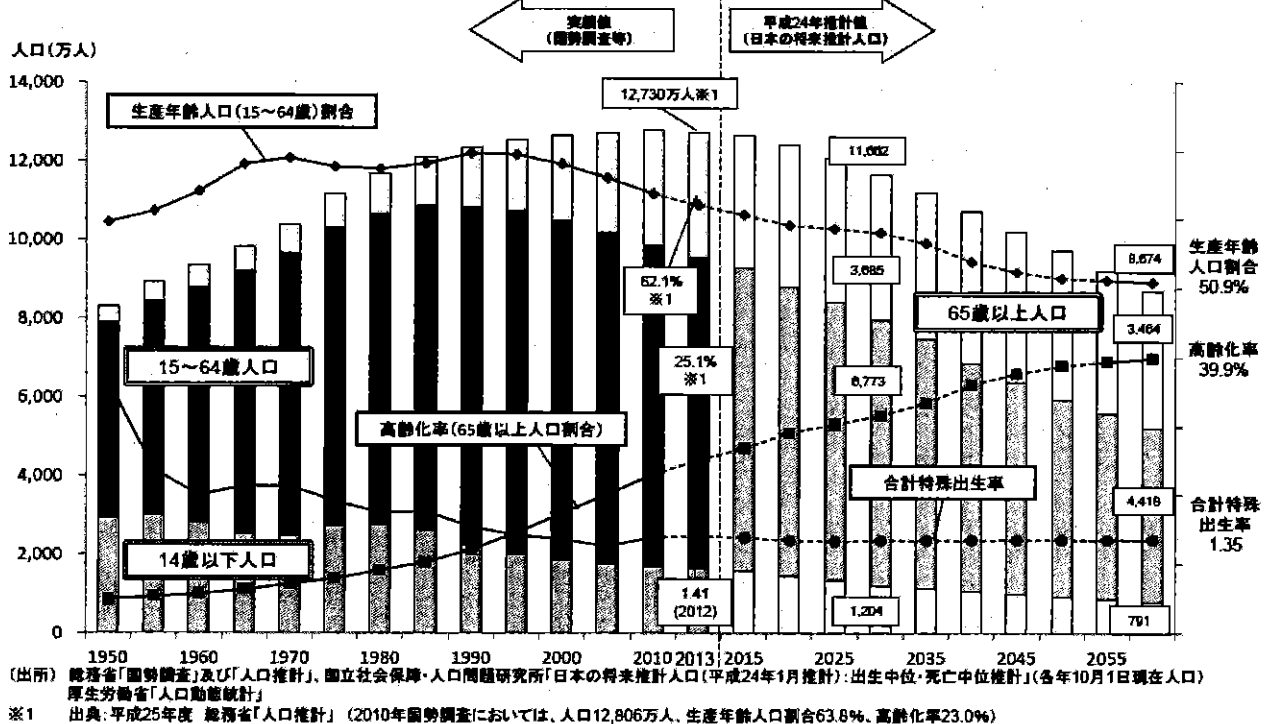 実績値
(国勢調査等)
平成24年推計値
(日本の将来推計人口)
人口(万人)
14,000
12,000
10,000
8,000
6,000
4,000
2,000
0
生産年齢人口(15～64歳)割合
12,730万人※1
11,662
62.1%
※1
3,685
8,674
生産年齢
人口割合
50.9%
65歳以上人口
3,464
15～64歳人口
25.1%
※1
6,773
高齢化率
39.9%
高齢化率(65歳以上人口割合)
合計特殊出生率
4,418
合計特殊
出生率
1.35
14歳以下人口
1.41
(2012)
1,204
791
1950 1960 1970 1980 1990 2000 2010 2013 2015 2025 2035 2045 2055
(出所) 総務省「国勢調査」及び「人口推計」、国立社会保障・人口問題研究所「日本の将来推計人口(平成24年1月推計):出生中位・死亡中位推計」(各年10月1日現在人口)
厚生労働省「人口動態統計」
※1 出典:平成25年度 総務省「人口推計」 (2010年国勢調査においては、人口12,806万人、生産年齢人口割合63.8%、高齢化率23.0%)